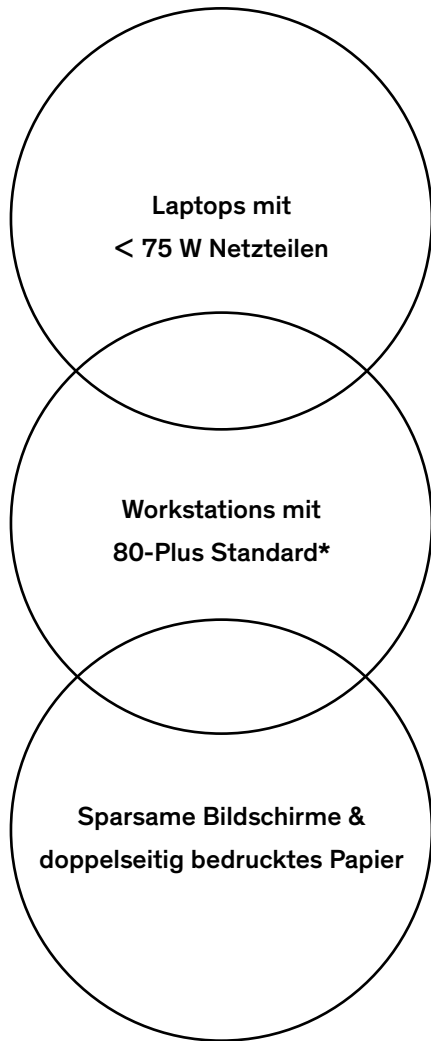 Laptops mit
< 75 W Netzteilen
Workstations mit
80-Plus Standard*
Sparsame Bildschirme &
doppelseitig bedrucktes Papier